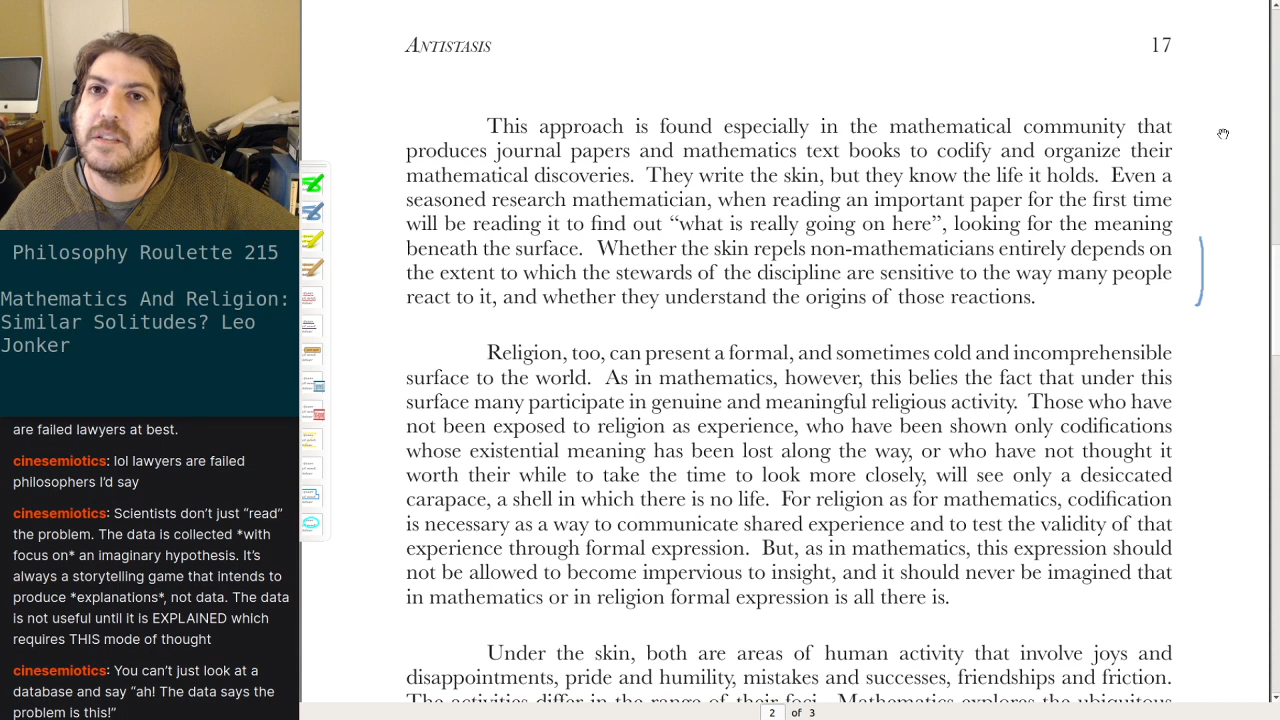 ANTISTASIS 17
This approach is found especially in the mathematical community that
produces journal papers and mathematics text books to codify and organize their
mathematical discoveries. They write the skin, but they know the life it holds. Even a
seasoned research mathematician, when reading an important paper for the first time
will be reading it to find out “what is really going on here”, looking for the meaning
beneath the surface. Whether the skin repels non-mathematicians entirely depends on
the extent to which the stewards of the discipline are sensitive to the way many people
react to it, and whether they understand the origins of those reactions.
Religion, too, can present a formal, dogmatic, cold and incomprehensible
surface to the world. As in mathematics, however, this belies the fact that under the
surface many participate in genuine and meaningful religious activity. Those who have
not been exposed to religion as experience, who have been shown only codification
whose existential meaning has been lost along the way, or who have not thought it
worth their while to take the time to look more closely will see only a desiccated
carapace, a shell in which there is no life. For religion as for mathematics, codification
is necessary as a way to communicate shared experience and to test the validity of that
experience through formal expression. But, as in mathematics, this expression should
not be allowed to become impervious to insight, and it should never be imagined that
in mathematics or in religion formal expression is all there is.
Under the skin, both are areas of human activity that involve joys and
disappointments, pride and humility, mistakes and successes, friendships and friction.
The activities differ in the range of their foci. Mathematics explores the ubiquitous
2 of 3
Philosophy Roulette 215
Mathematics And Religion:
Similar Solitudes? Leo
Jonker
are failed lawyers at best.
cinesemiotics: lol lawyers are failed
philosophers I’d say
cinesemiotics: Scientists don’t just “read”
the problem. The data is collected *with
focus on* an imaginary hypothesis. It’s
always a storytelling game that intends to
produce *explanations*, not data. The data
is not useful until it is EXPLAINED which
requires THIS mode of thought
cinesemiotics: You can’t just look at a
database and say “ah! The data says the
problem is this!”